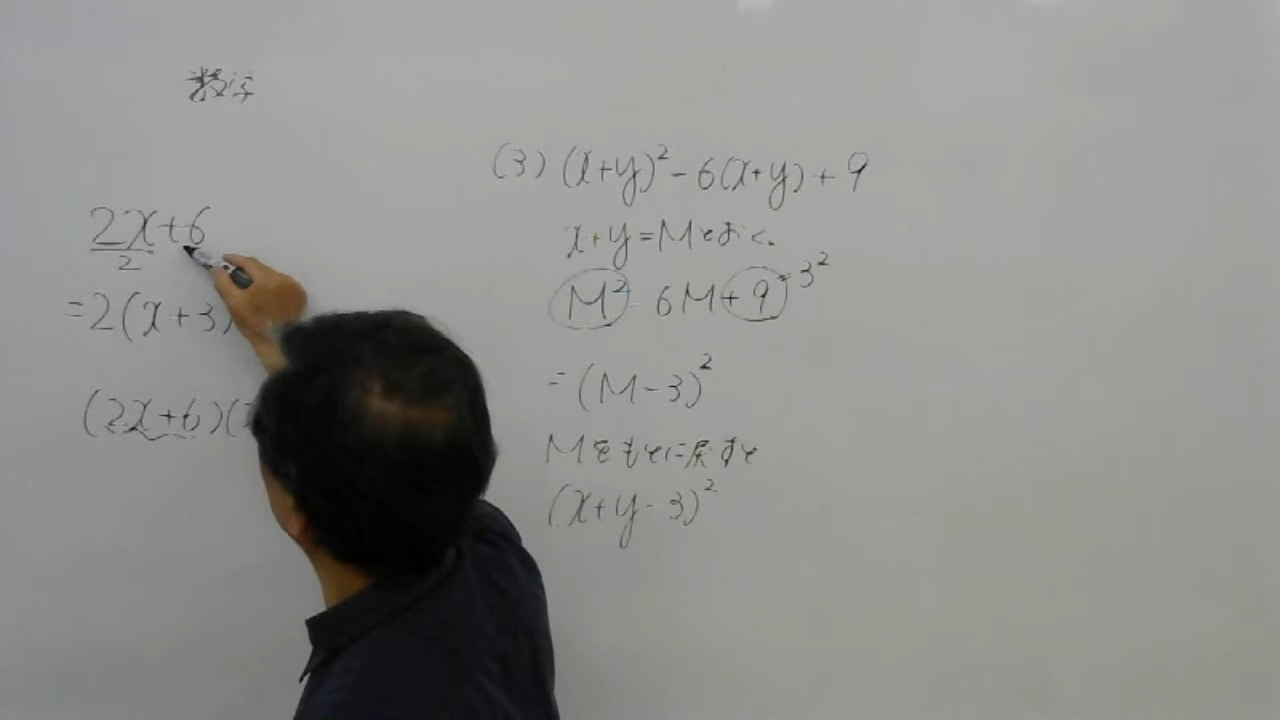 数学
2x+6
2
=2(x+3)
(2x+6)(
(3) (x+y)²-6(x+y)+9
x+y=Mとおく。
M²-6M+9 =3²
=(M-3)²
Mをもとに戻すと
(x+y-3)²